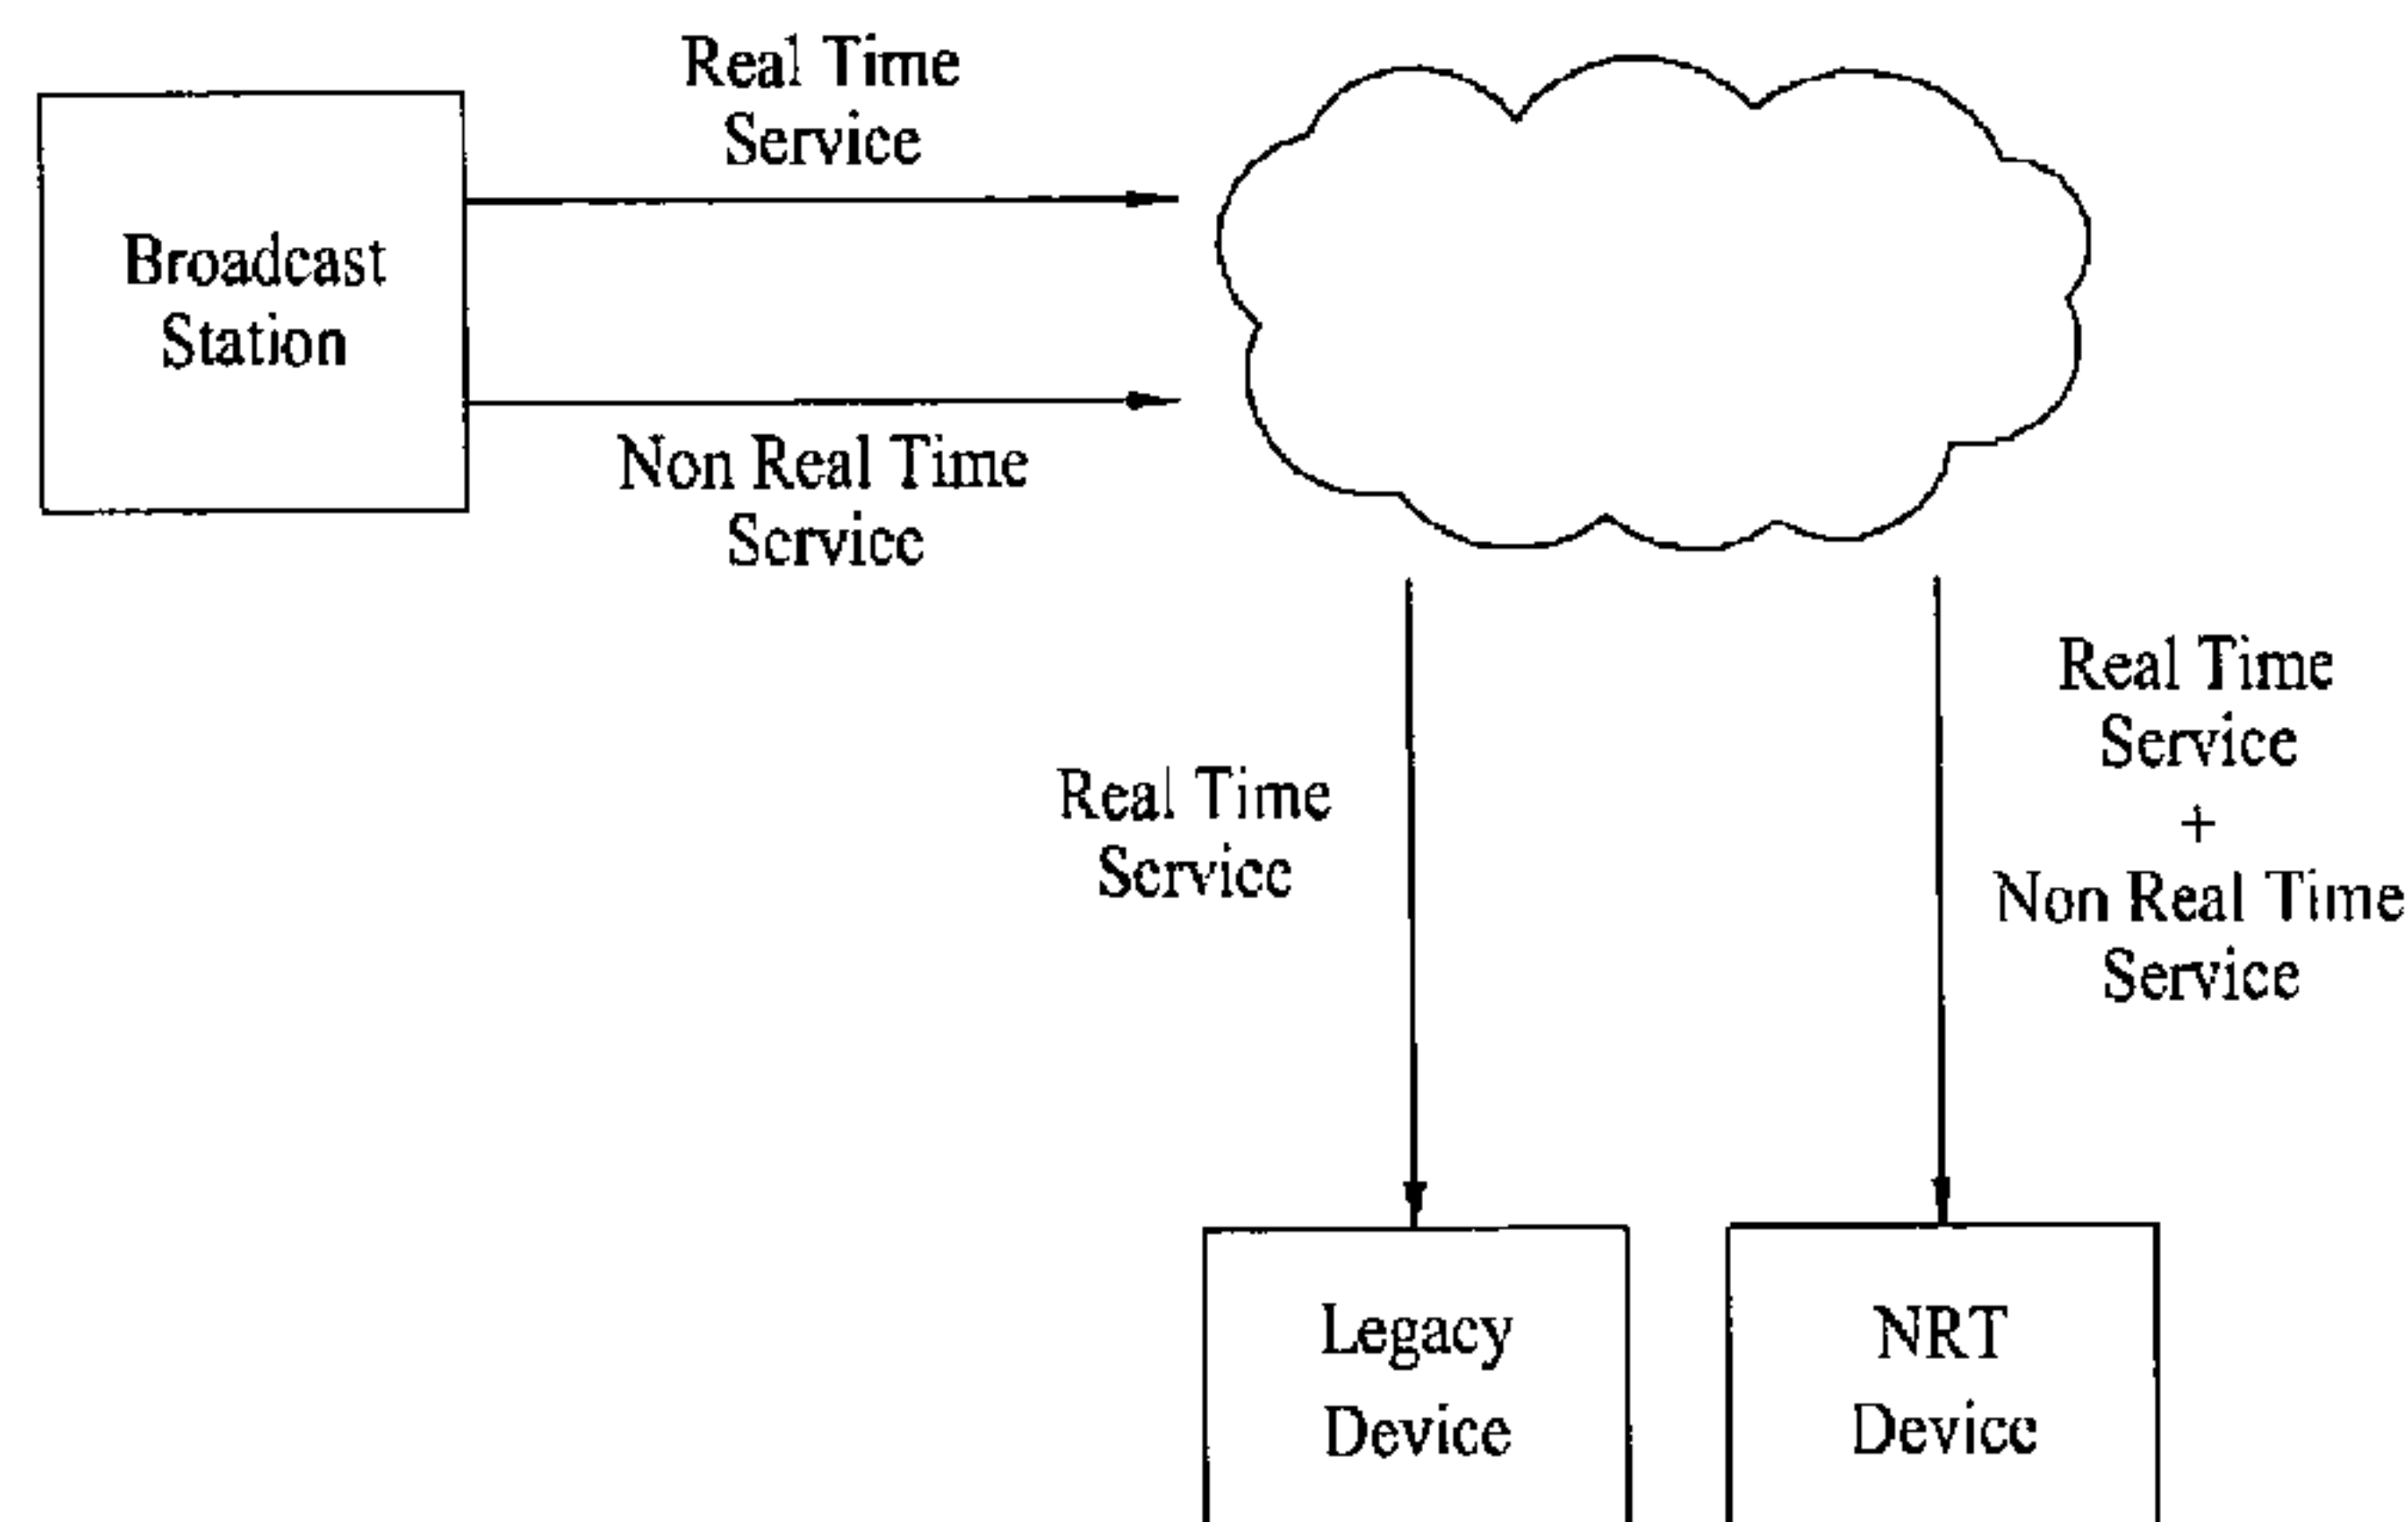 Real Time
Service
Broadcast
Station
Non Real Time
Service
Real Time
Service
Real Time
Service
+
Non Real Time
Service
Legacy
Device
NRT
Device